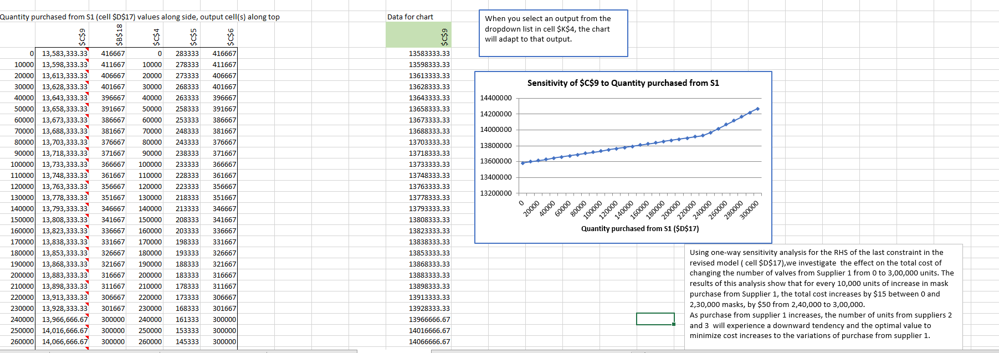 Quantity purchased from S1 (cell $D$17) values along side, output cell(s) along top
Data for chart
$C$9 $B$18 $C$4 $C$5 $C$6
$C$9
0 13,583,333.33 416667 0 283333 416667 13583333.33
10000 13,598,333.33 411667 10000 278333 411667 13598333.33
20000 13,613,333.33 406667 20000 273333 406667 13613333.33
30000 13,628,333.33 401667 30000 268333 401667 13628333.33
40000 13,643,333.33 396667 40000 263333 396667 13643333.33
50000 13,658,333.33 391667 50000 258333 391667 13658333.33
60000 13,673,333.33 386667 60000 253333 386667 13673333.33
70000 13,688,333.33 381667 70000 248333 381667 13688333.33
80000 13,703,333.33 376667 80000 243333 376667 13703333.33
90000 13,718,333.33 371667 90000 238333 371667 13718333.33
100000 13,733,333.33 366667 100000 233333 366667 13733333.33
110000 13,748,333.33 361667 110000 228333 361667 13748333.33
120000 13,763,333.33 356667 120000 223333 356667 13763333.33
130000 13,778,333.33 351667 130000 218333 351667 13778333.33
140000 13,793,333.33 346667 140000 213333 346667 13793333.33
150000 13,808,333.33 341667 150000 208333 341667 13808333.33
160000 13,823,333.33 336667 160000 203333 336667 13823333.33
170000 13,838,333.33 331667 170000 198333 331667 13838333.33
180000 13,853,333.33 326667 180000 193333 326667 13853333.33
190000 13,868,333.33 321667 190000 188333 321667 13868333.33
200000 13,883,333.33 316667 200000 183333 316667 13883333.33
210000 13,898,333.33 311667 210000 178333 311667 13898333.33
220000 13,913,333.33 306667 220000 173333 306667 13913333.33
230000 13,928,333.33 301667 230000 168333 301667 13928333.33
240000 13,966,666.67 300000 240000 161333 300000 13966666.67
250000 14,016,666.67 300000 250000 153333 300000 14016666.67
260000 14,066,666.67 300000 260000 145333 300000 14066666.67
When you select an output from the
dropdown list in cell $K$4, the chart
will adapt to that output.
Sensitivity of $C$9 to Quantity purchased from S1
14400000
14200000
14000000
13800000
13600000
13400000
13200000
0 20000 40000 60000 80000 100000 120000 140000 160000 180000 200000 220000 240000 260000 280000 300000
Quantity purchased from S1 ($D$17)
Using one-way sensitivity analysis for the RHS of the last constraint in the
revised model ( cell $D$17),we investigate  the effect on the total cost of
changing the number of valves from Supplier 1 from 0 to 3,00,000 units. The
results of this analysis show that for every 10,000 units of increase in mask
purchase from Supplier 1, the total cost increases by $15 between 0 and
2,30,000 masks, by $50 from 2,40,000 to 3,00,000.
As purchase from supplier 1 increases, the number of units from suppliers 2
and 3  will experience a downward tendency and the optimal value to
minimize cost increases to the variations of purchase from supplier 1.